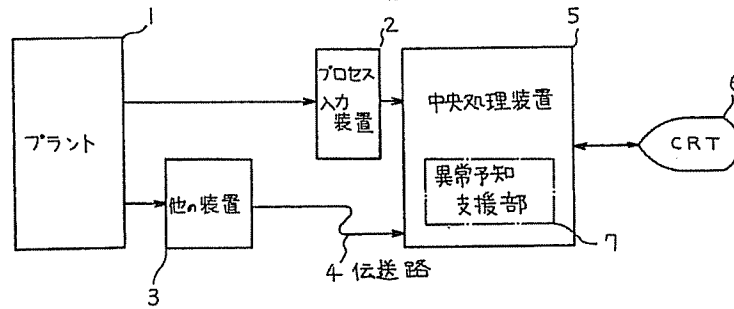 1
プラント
2
プロセス
入力
装置
他の装置
3
4 伝送路
5
中央処理装置
異常予知
支援部
7
6
CRT